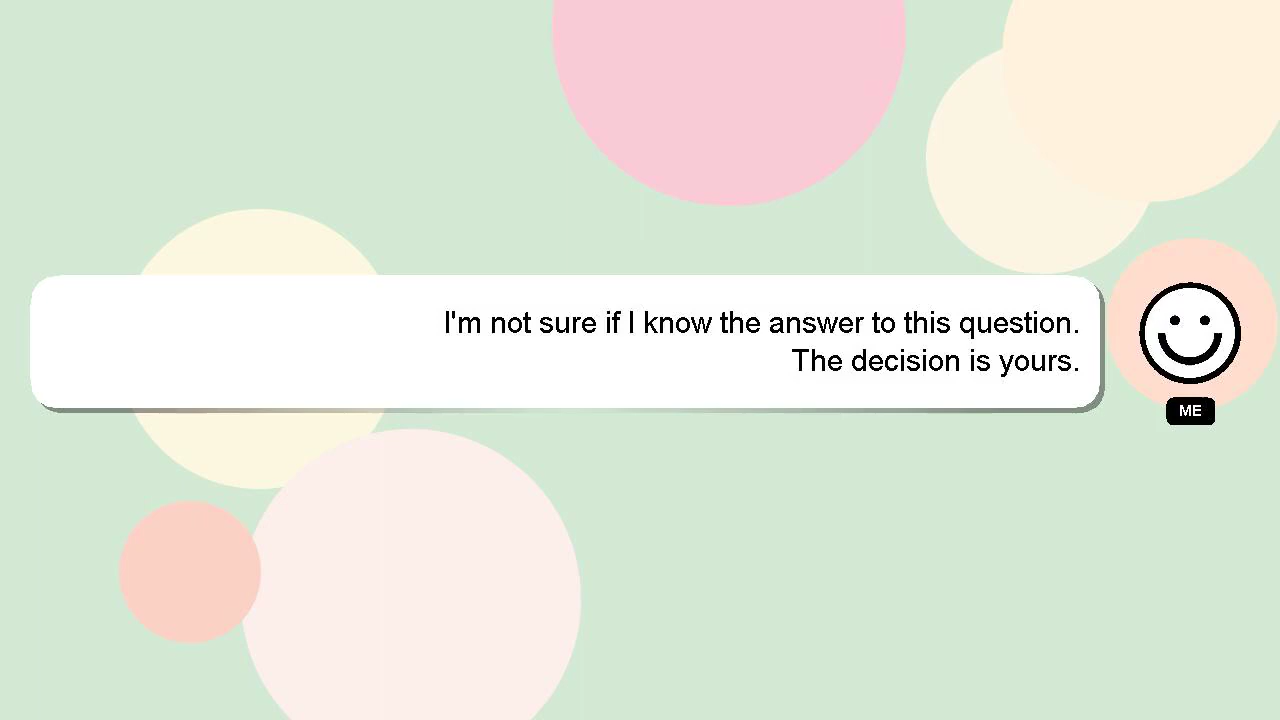 I'm not sure if I know the answer to this question.
The decision is yours.
ME